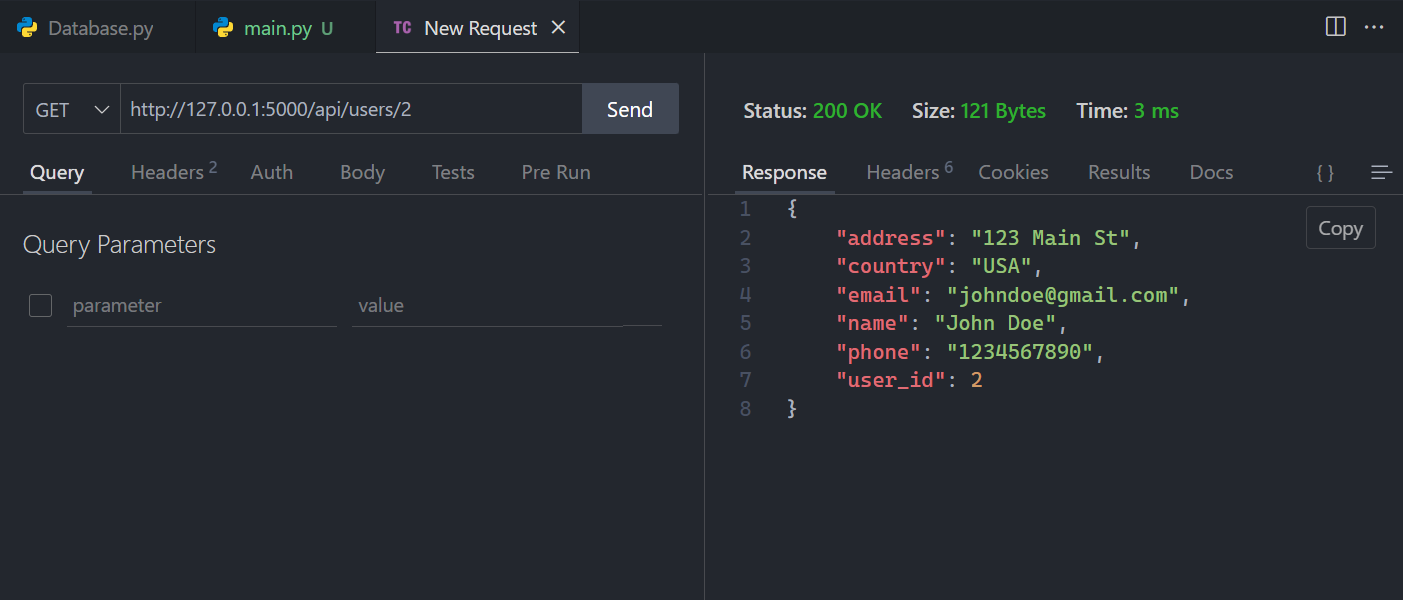 Database.py main.py U TC New Request
GET http://127.0.0.1:5000/api/users/2 Send
Query Headers 2 Auth Body Tests Pre Run
Query Parameters
parameter value
Status: 200 OK Size: 121 Bytes Time: 3 ms
Response Headers 6 Cookies Results Docs { }
Copy
1 {
2 "address": "123 Main St",
3 "country": "USA",
4 "email": "johndoe@gmail.com",
5 "name": "John Doe",
6 "phone": "1234567890",
7 "user_id": 2
8 }